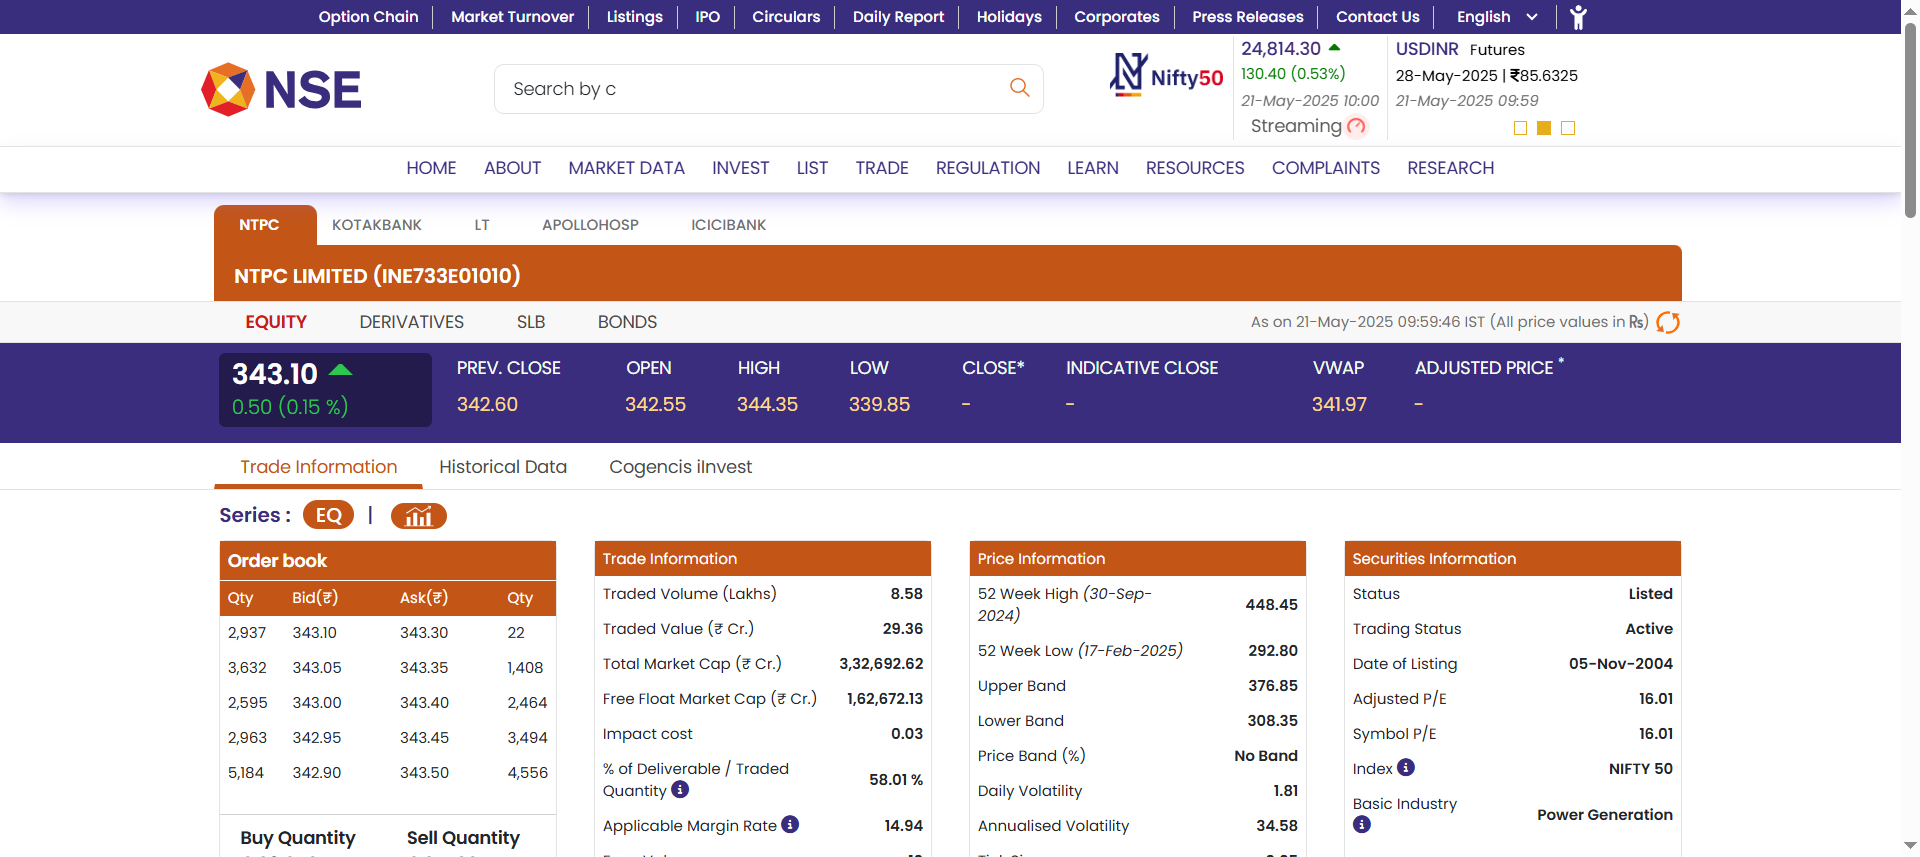 Option Chain Market Turnover Listings IPO Circulars Daily Report Holidays Corporates Press Releases Contact Us English
NSE
Search by c
Nifty50
24,814.30
130.40 (0.53%)
21-May-2025 10:00
Streaming
USDINR Futures
28-May-2025 | ₹85.6325
21-May-2025 09:59
HOME ABOUT MARKET DATA INVEST LIST TRADE REGULATION LEARN RESOURCES COMPLAINTS RESEARCH
NTPC KOTAKBANK LT APOLLOHOSP ICICIBANK
NTPC LIMITED (INE733E01010)
EQUITY DERIVATIVES SLB BONDS
As on 21-May-2025 09:59:46 IST (All price values in ₨)
343.10
0.50 (0.15 %)
PREV. CLOSE OPEN HIGH LOW CLOSE* INDICATIVE CLOSE VWAP ADJUSTED PRICE *
342.60 342.55 344.35 339.85 - - 341.97 -
Trade Information Historical Data Cogencis iInvest
Series : EQ |
Order book
Qty Bid(₹) Ask(₹) Qty
2,937 343.10 343.30 22
3,632 343.05 343.35 1,408
2,595 343.00 343.40 2,464
2,963 342.95 343.45 3,494
5,184 342.90 343.50 4,556
Buy Quantity Sell Quantity
Trade Information
Traded Volume (Lakhs) 8.58
Traded Value (₹ Cr.) 29.36
Total Market Cap (₹ Cr.) 3,32,692.62
Free Float Market Cap (₹ Cr.) 1,62,672.13
Impact cost 0.03
% of Deliverable / Traded
Quantity 58.01 %
Applicable Margin Rate 14.94
Price Information
52 Week High (30-Sep-
2024) 448.45
52 Week Low (17-Feb-2025) 292.80
Upper Band 376.85
Lower Band 308.35
Price Band (%) No Band
Daily Volatility 1.81
Annualised Volatility 34.58
Securities Information
Status Listed
Trading Status Active
Date of Listing 05-Nov-2004
Adjusted P/E 16.01
Symbol P/E 16.01
Index NIFTY 50
Basic Industry
Power Generation